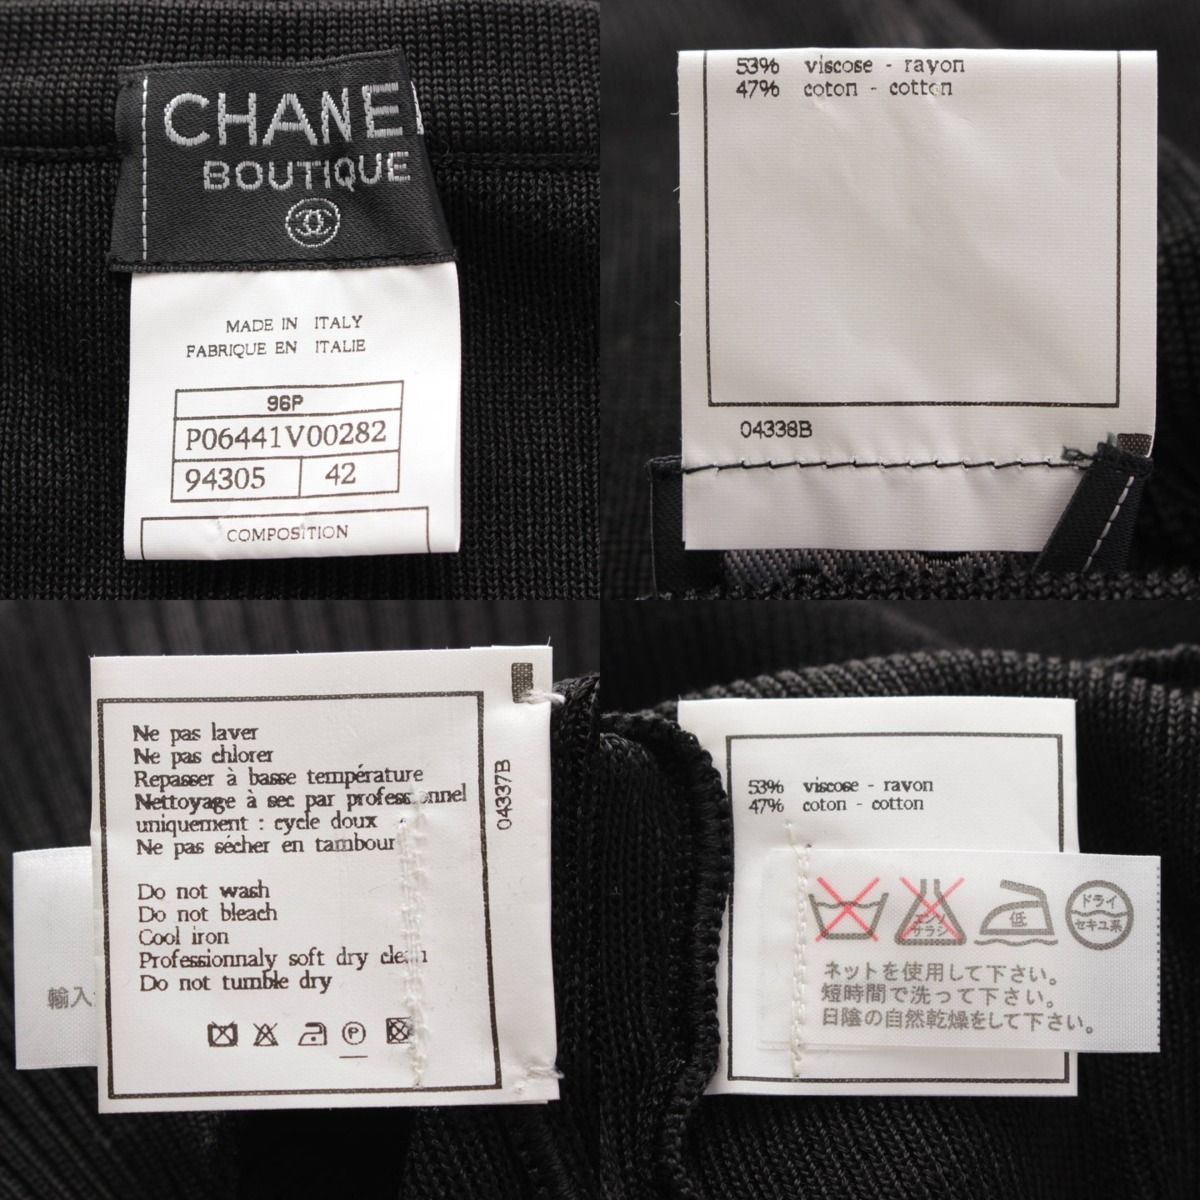 CHANEL
BOUTIQUE
MADE IN ITALY
FABRIQUE EN ITALIE
96P
P06441V00282
94305 42
COMPOSITION
53% viscose - rayon
47% coton - cotton
04338B
Ne pas laver
Ne pas chlorer
Repasser à basse température
Nettoyage à sec par professionnel
uniquement : cycle doux
Ne pas sécher en tambour
Do not wash
Do not bleach
Cool iron
Professionnaly soft dry clean
Do not tumble dry
P
04337B
輸入
53% viscose - rayon
47% coton - cotton
エンソ
サラシ
低
ドライ
セキユ系
ネットを使用して下さい。
短時間で洗って下さい。
日陰の自然乾燥をして下さい。